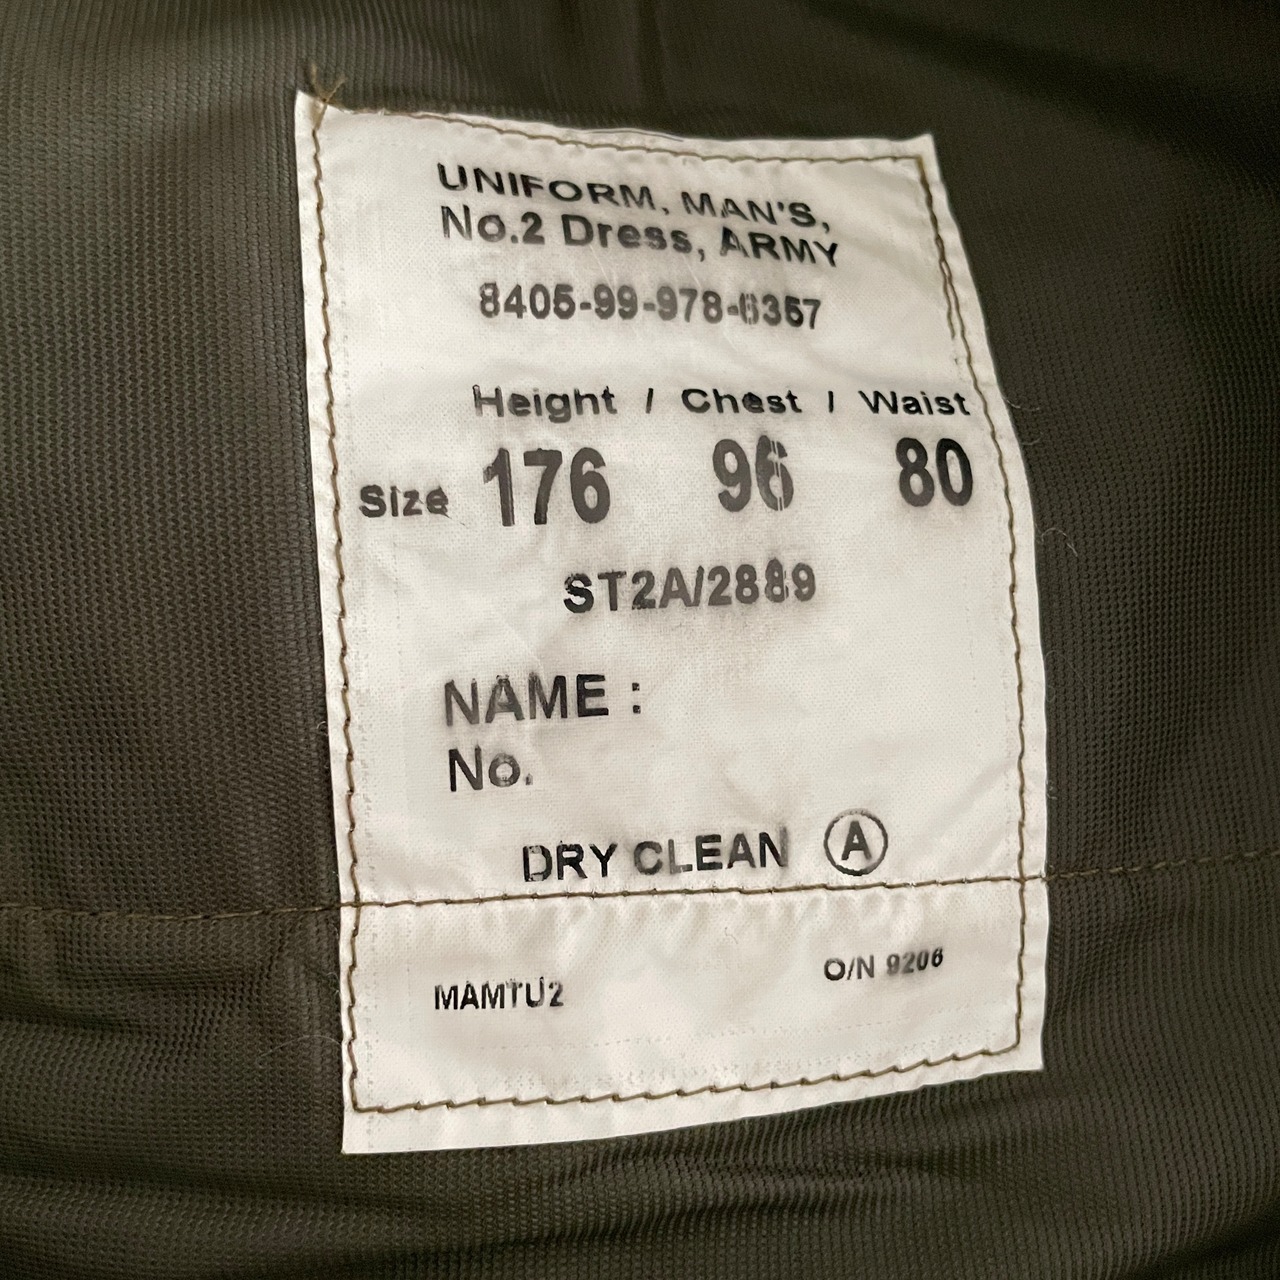 UNIFORM, MAN'S,
No.2 Dress, ARMY
8405-99-978-6357
Height / Chest / Waist
Size 176 96 80
ST2A/2889
NAME :
No.
DRY CLEAN Ⓐ
MAMTU2 O/N 9206